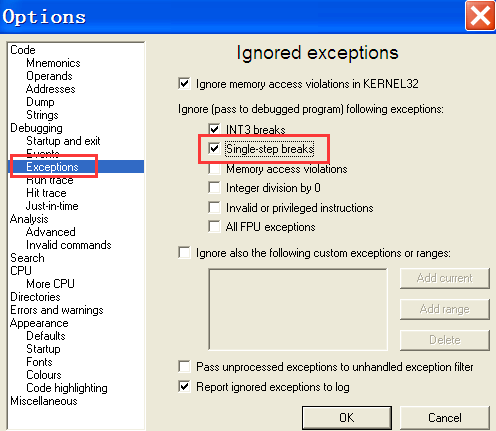 Options
Code
Mnemonics
Operands
Addresses
Dump
Strings
Debugging
Startup and exit
Events
Exceptions
Run trace
Hit trace
Just-in-time
Analysis
Advanced
Invalid commands
Search
CPU
More CPU
Directories
Errors and warnings
Appearance
Defaults
Startup
Fonts
Colours
Code highlighting
Miscellaneous
Ignored exceptions
Ignore memory access violations in KERNEL32
Ignore (pass to debugged program) following exceptions:
INT3 breaks
Single-step breaks
Memory access violations
Integer division by 0
Invalid or privileged instructions
All FPU exceptions
Ignore also the following custom exceptions or ranges:
Add current
Add range
Delete
Pass unprocessed exceptions to unhandled exception filter
Report ignored exceptions to log
OK
Cancel